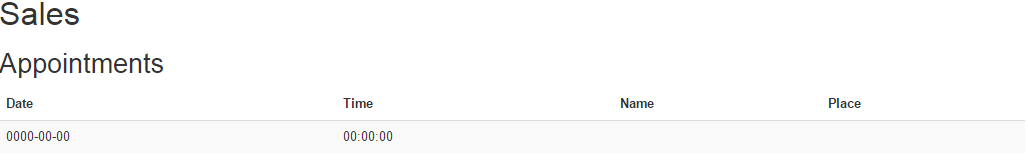 Sales
Appointments
Date Time Name Place
0000-00-00 00:00:00